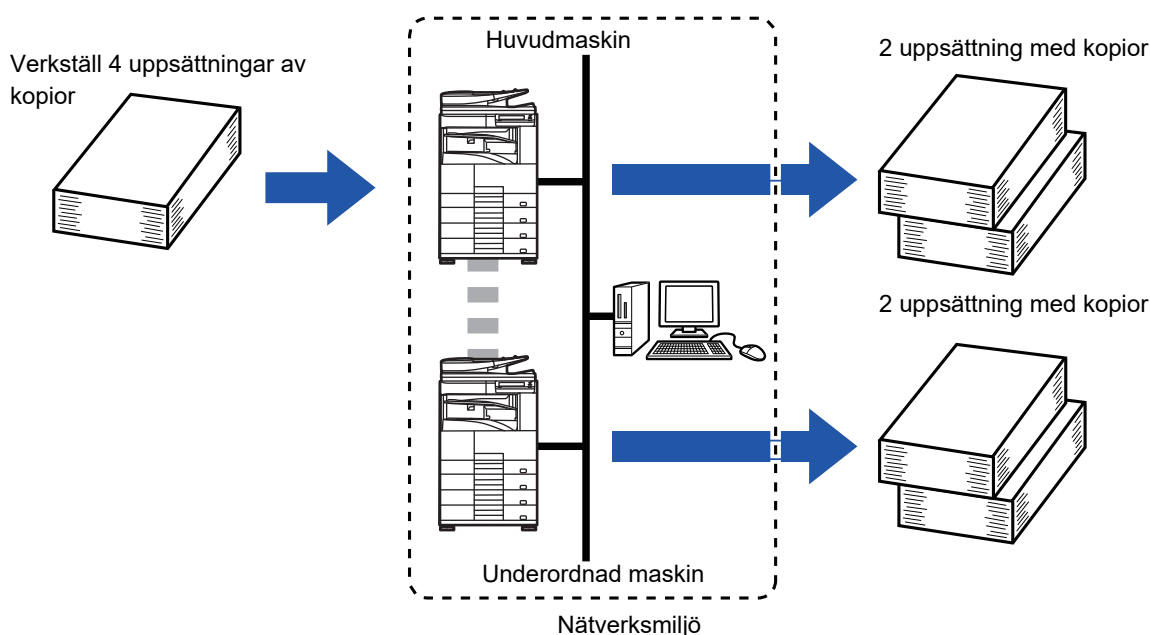 Verkställ 4 uppsättningar av
kopior
Huvudmaskin
2 uppsättning med kopior
2 uppsättning med kopior
Underordnad maskin
Nätverksmiljö